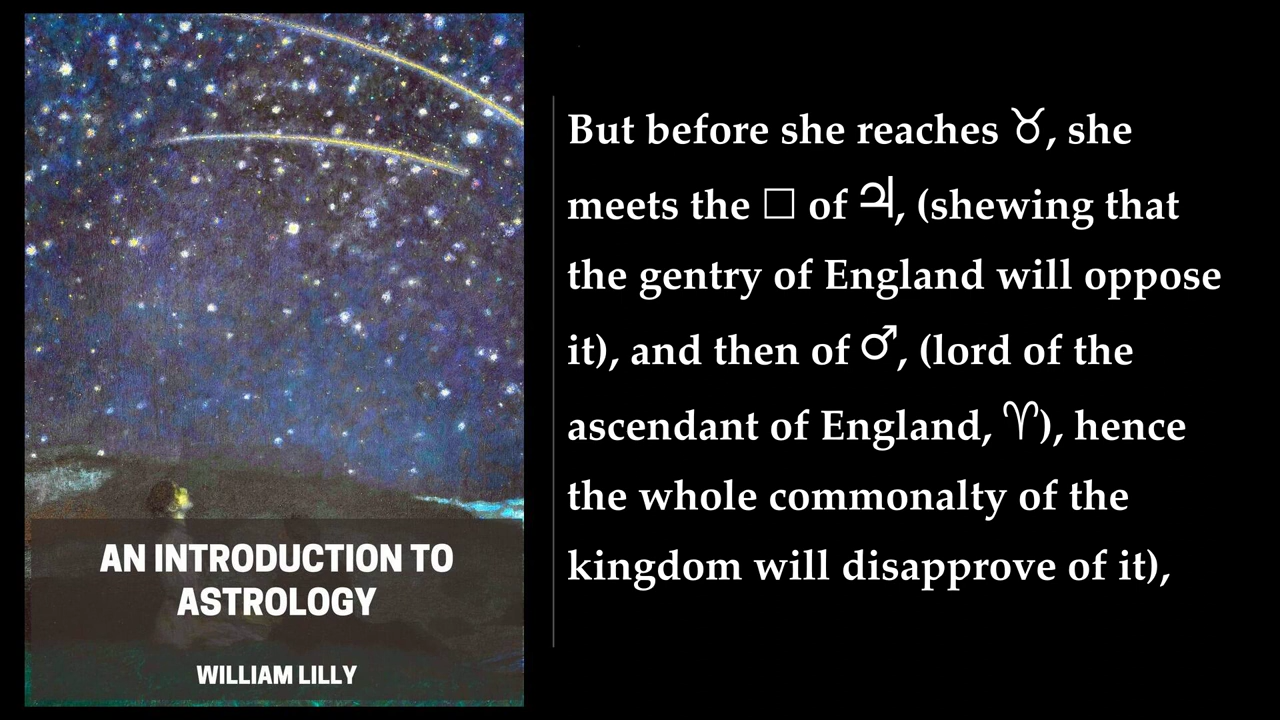 AN INTRODUCTION TO
ASTROLOGY
WILLIAM LILLY
But before she reaches ♉, she
meets the □ of ♃, (shewing that
the gentry of England will oppose
it), and then of ♂, (lord of the
ascendant of England, ♈), hence
the whole commonalty of the
kingdom will disapprove of it),